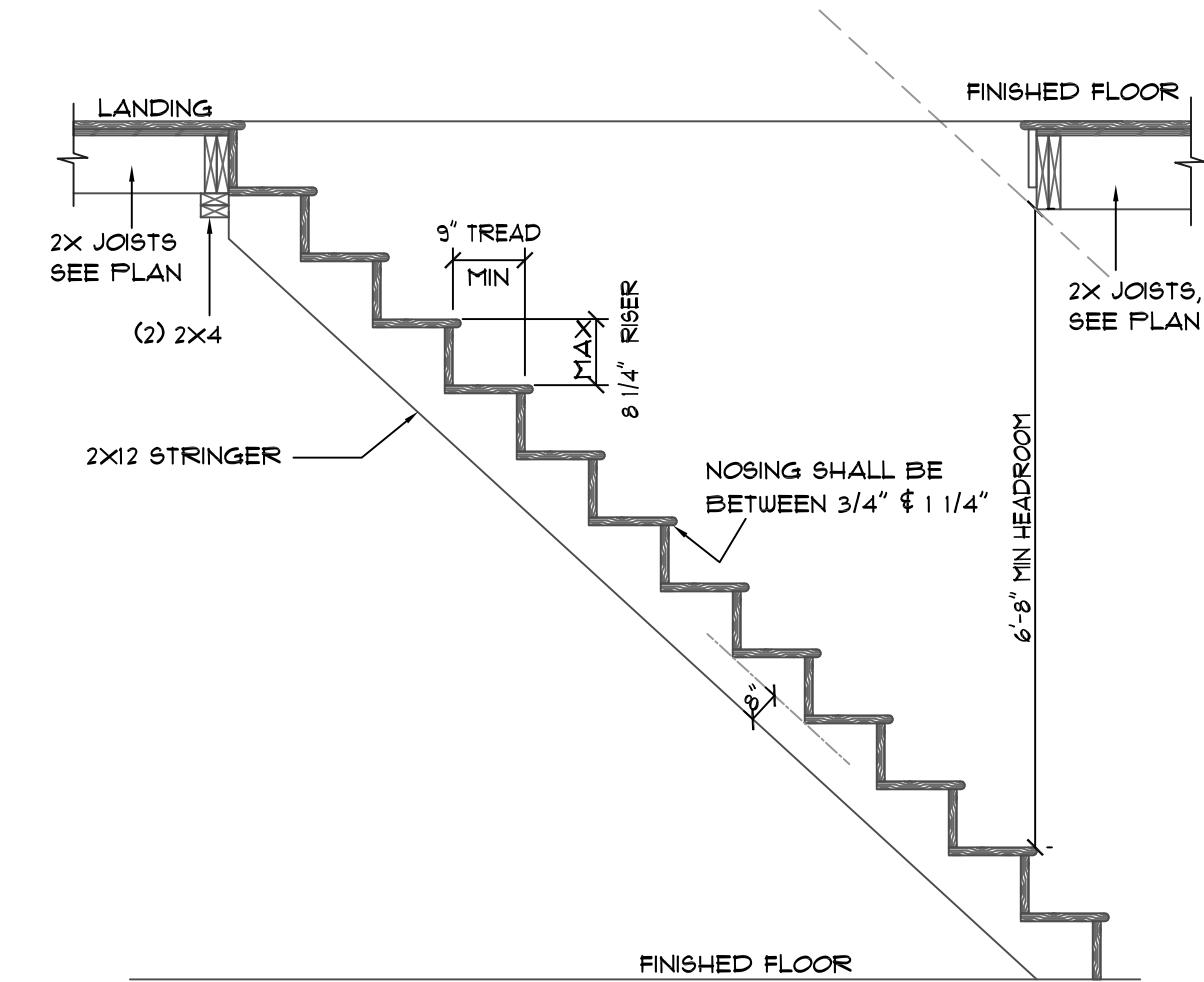 LANDING
FINISHED FLOOR
2X JOISTS
SEE PLAN
(2) 2X4
9" TREAD
MIN
MAX
8 1/4" RISER
2X JOISTS,
SEE PLAN
2X12 STRINGER
NOSING SHALL BE
BETWEEN 3/4" & 1 1/4"
6'-8" MIN HEADROOM
8"
FINISHED FLOOR